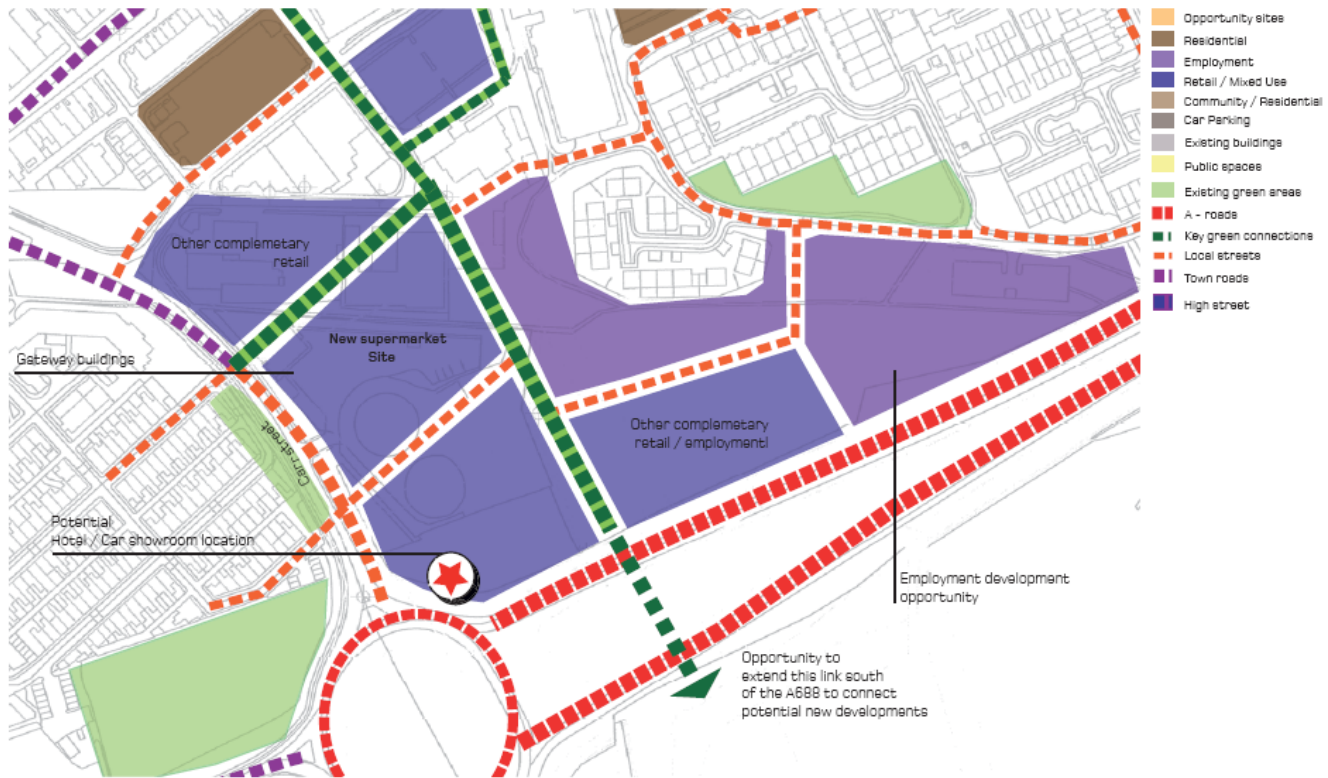 Opportunity sites
Residential
Employment
Retail / Mixed Use
Community / Residential
Car Parking
Existing buildings
Public spaces
Existing green areas
A - roads
Key green connections
Local streets
Town roads
High street
Other complemetary
retail
New supermarket
Site
Gateway buildings
Carr street
Other complemetary
retail / employmentl
Potential
Hotel / Car showroom location
Employment development
opportunity
Opportunity to
extend this link south
of the A688 to connect
potential new developments